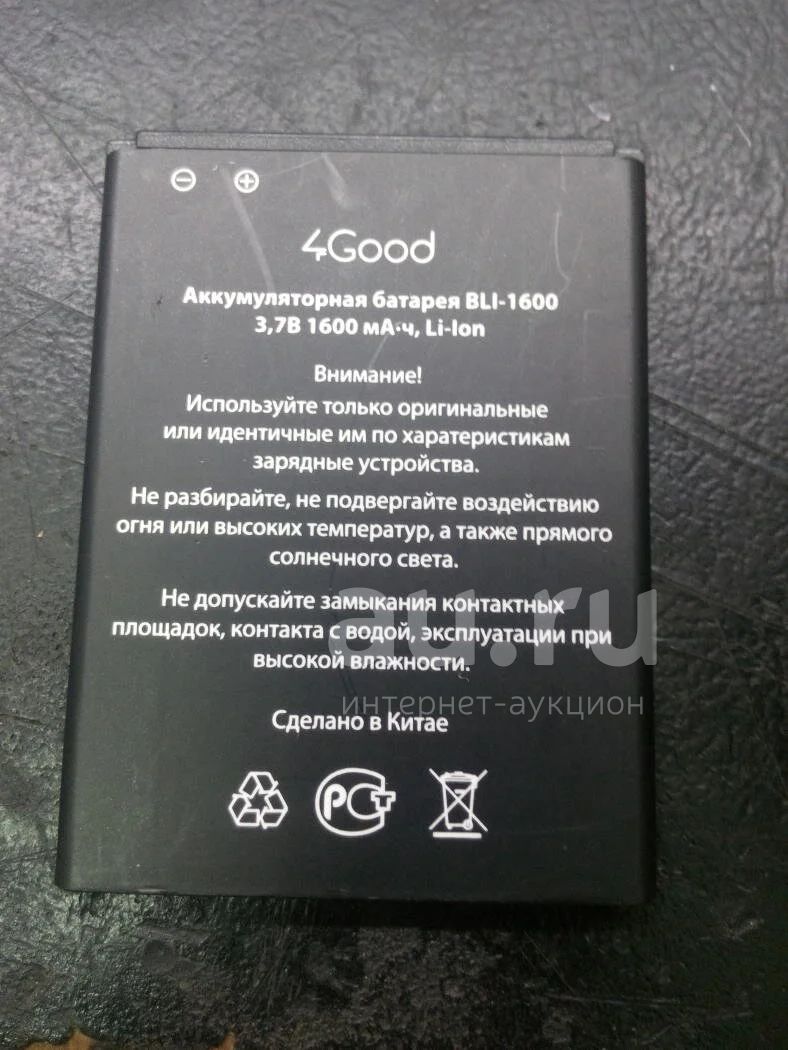 4Good
Аккумуляторная батарея BLI-1600
3,7В 1600 мА·ч, Li-Ion
Внимание!
Используйте только оригинальные
или идентичные им по харатеристикам
зарядные устройства.
Не разбирайте, не подвергайте воздействию
огня или высоких температур, а также прямого
солнечного света.
Не допускайте замыкания контактных
площадок, контакта с водой, эксплуатации при
высокой влажности.
au.ru
интернет-аукцион
Сделано в Китае
РСТ